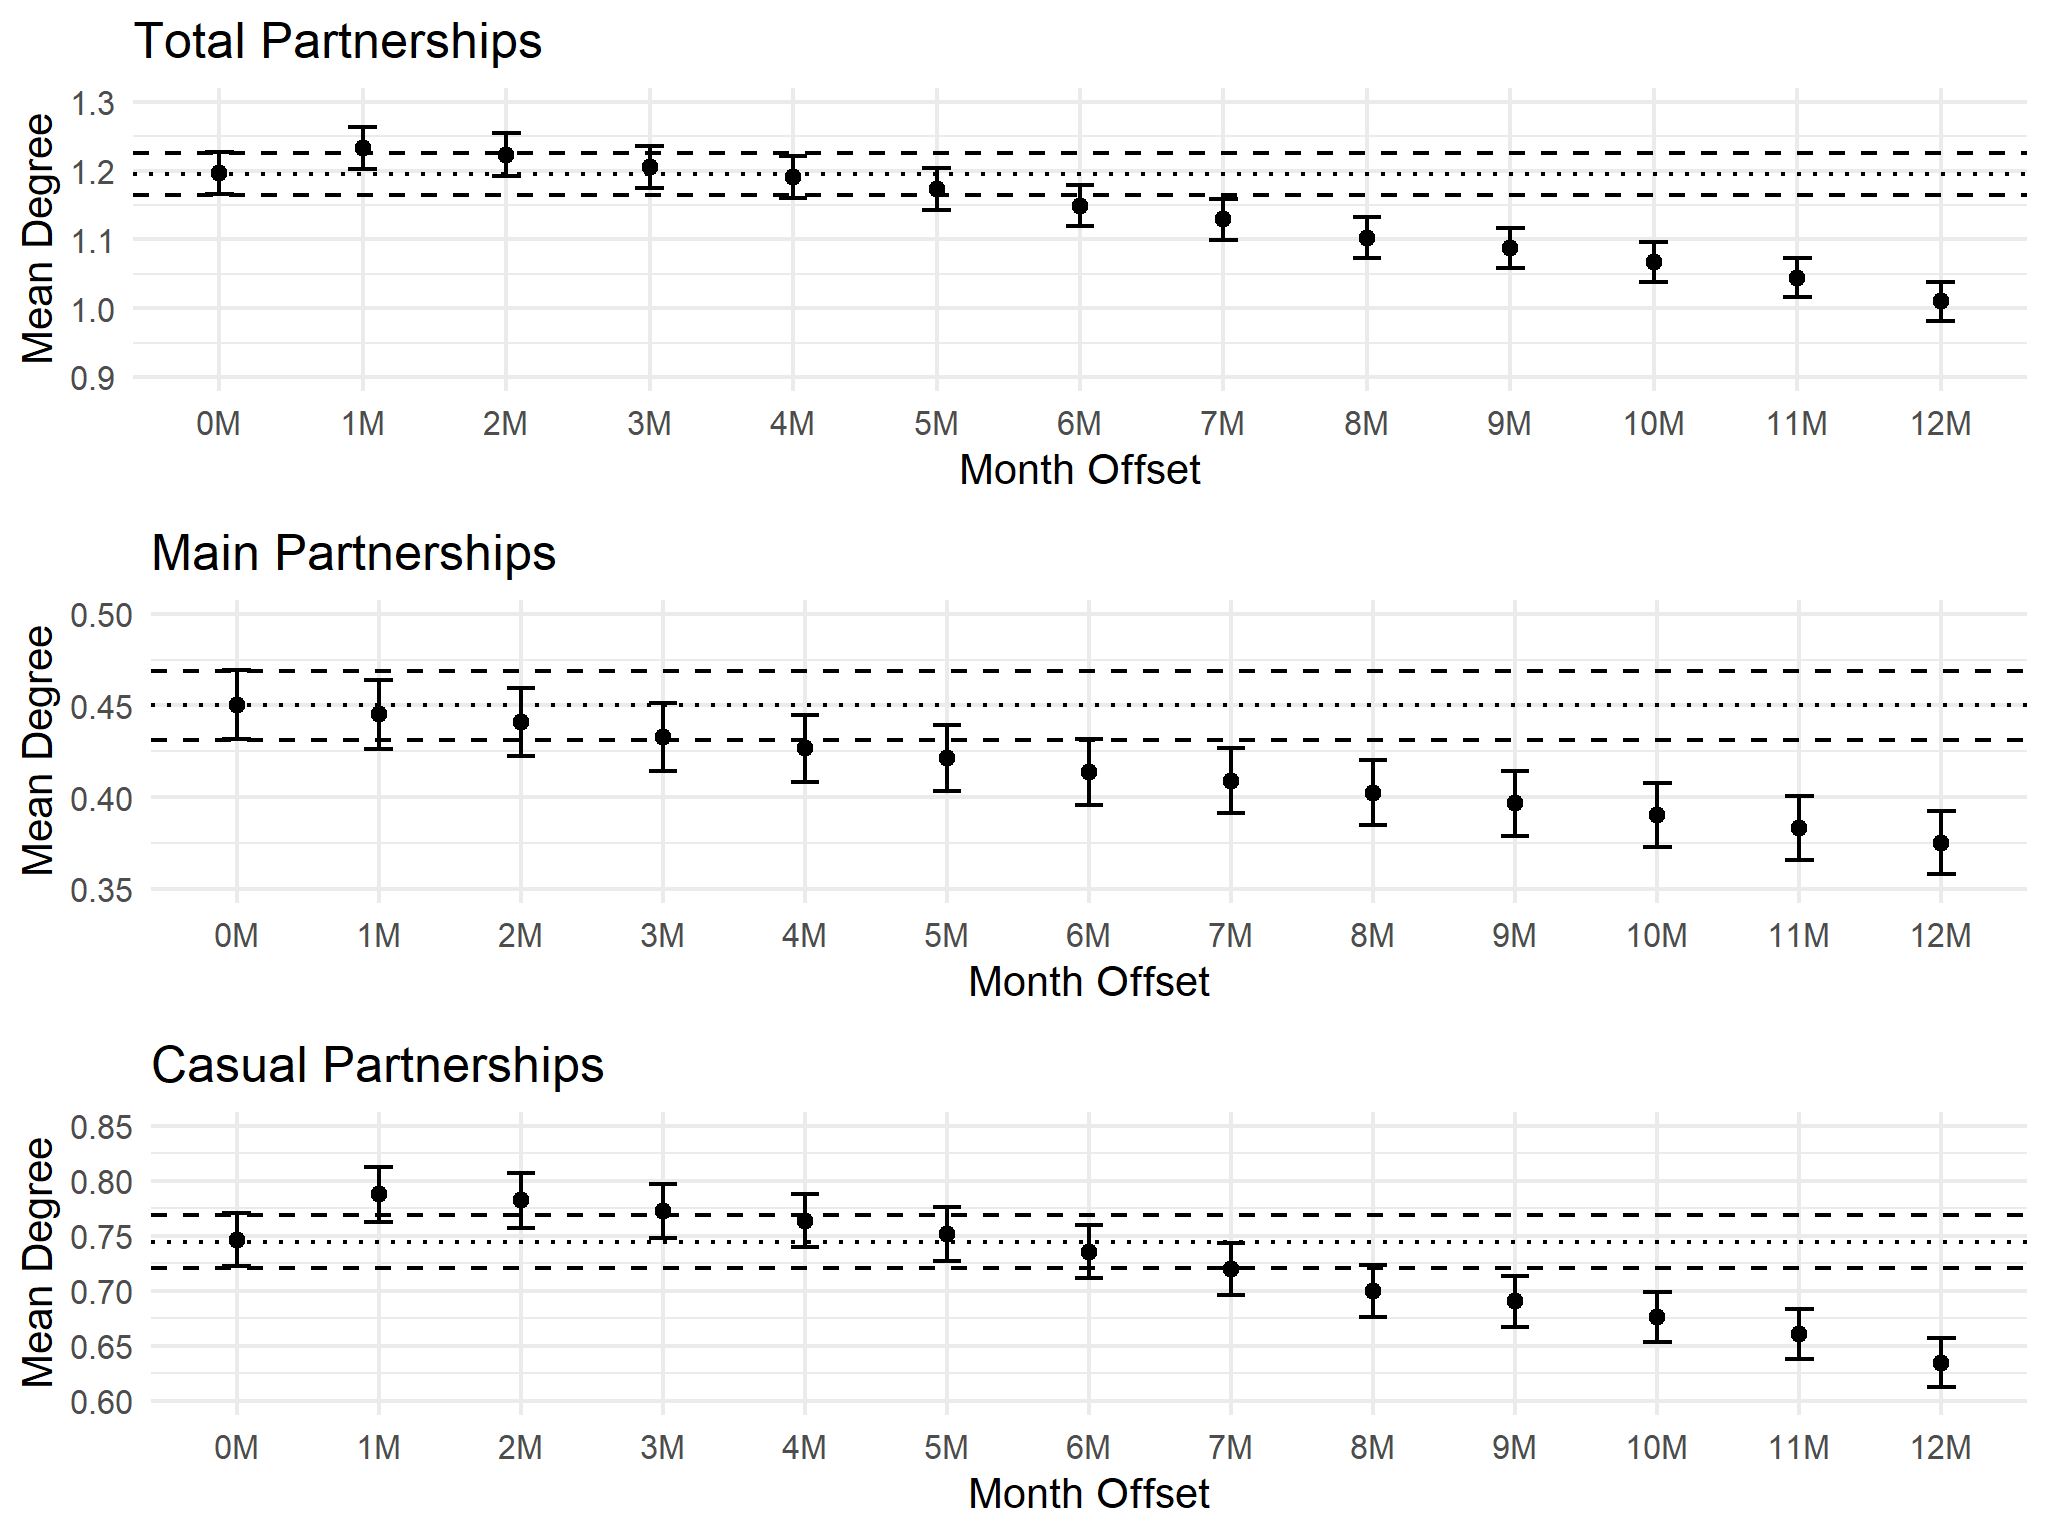 Total Partnerships
Mean Degree
1.3
1.2
1.1
1.0
0.9
0M 1M 2M 3M 4M 5M 6M 7M 8M 9M 10M 11M 12M
Month Offset
Main Partnerships
Mean Degree
0.50
0.45
0.40
0.35
0M 1M 2M 3M 4M 5M 6M 7M 8M 9M 10M 11M 12M
Month Offset
Casual Partnerships
Mean Degree
0.85
0.80
0.75
0.70
0.65
0.60
0M 1M 2M 3M 4M 5M 6M 7M 8M 9M 10M 11M 12M
Month Offset